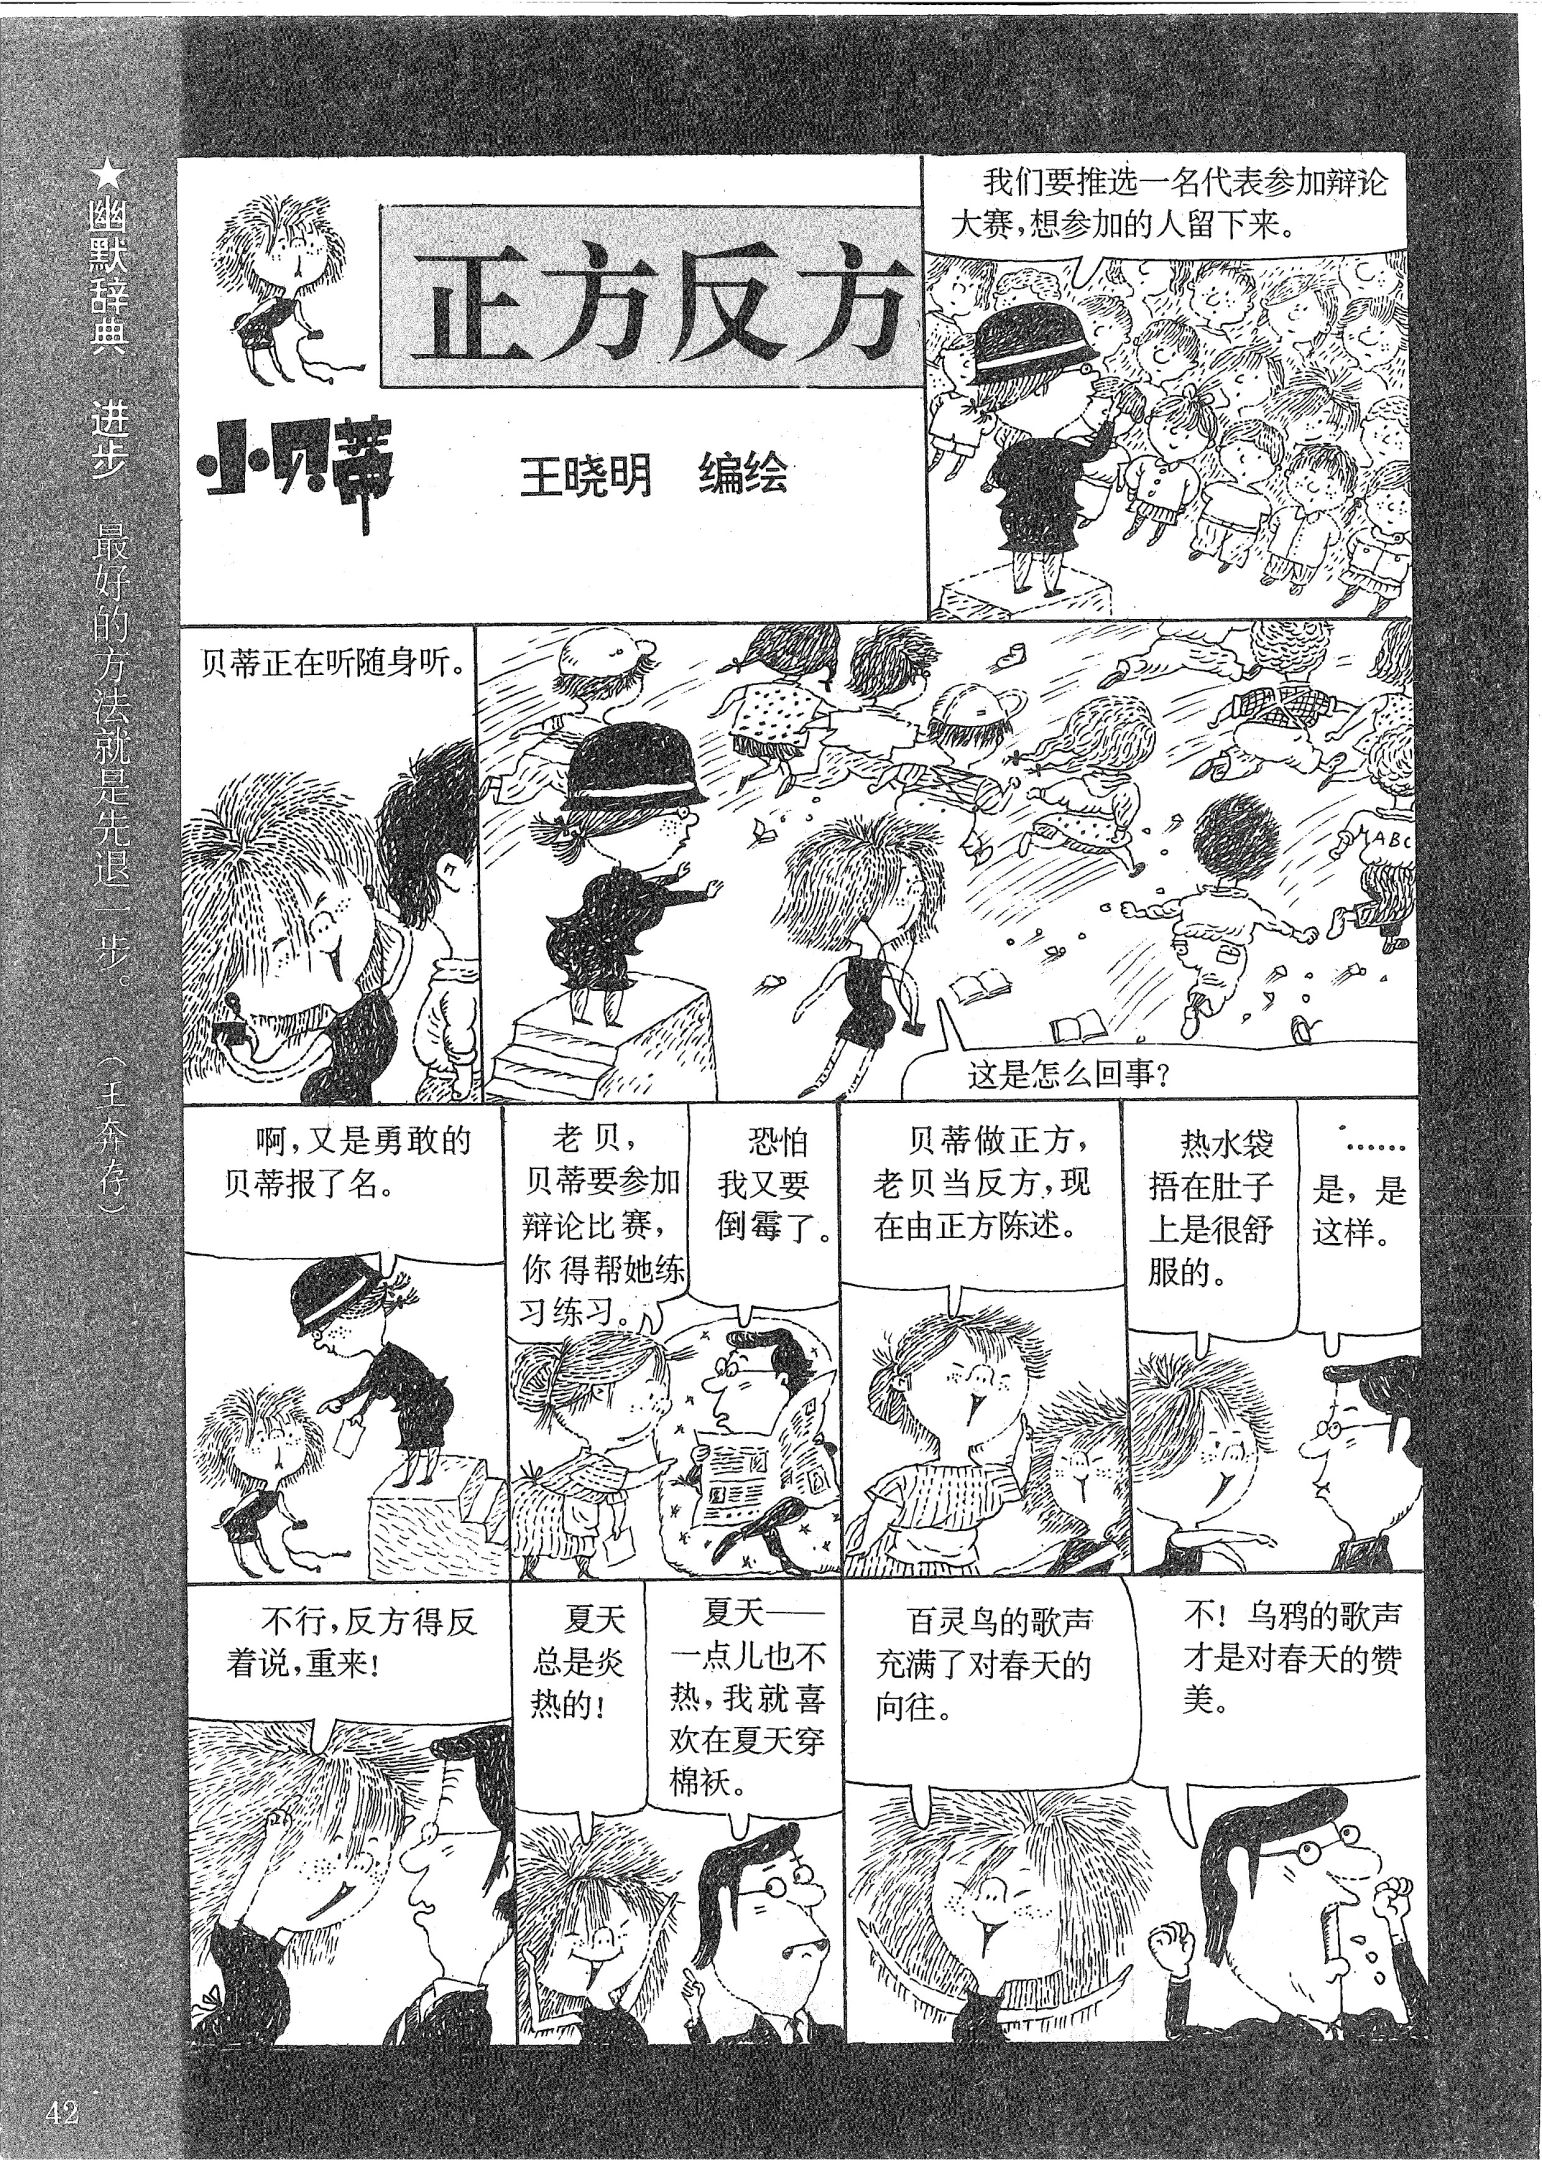 ★幽默辞典 进步 最好的方法就是先退一步。（王奔存）
正方反方
小贝蒂
王晓明 编绘
我们要推选一名代表参加辩论
大赛，想参加的人留下来。
贝蒂正在听随身听。
ABC
这是怎么回事？
啊，又是勇敢的
贝蒂报了名。
老贝，
贝蒂要参加
辩论比赛，
你得帮她练
习练习。
恐怕
我又要
倒霉了。
贝蒂做正方，
老贝当反方，现
在由正方陈述。
热水袋
捂在肚子
上是很舒
服的。
……
是，是
这样。
不行，反方得反
着说，重来！
夏天
总是炎
热的！
夏天——
一点儿也不
热，我就喜
欢在夏天穿
棉袄。
百灵鸟的歌声
充满了对春天的
向往。
不！乌鸦的歌声
才是对春天的赞
美。
42